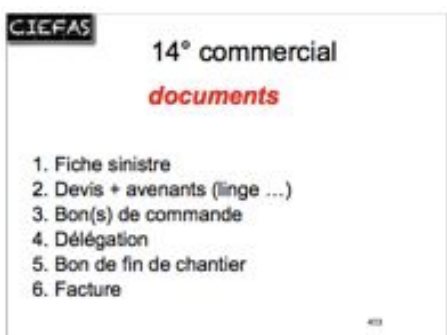 CIEFAS
14° commercial
documents
1. Fiche sinistre
2. Devis + avenants (linge ...)
3. Bon(s) de commande
4. Délégation
5. Bon de fin de chantier
6. Facture